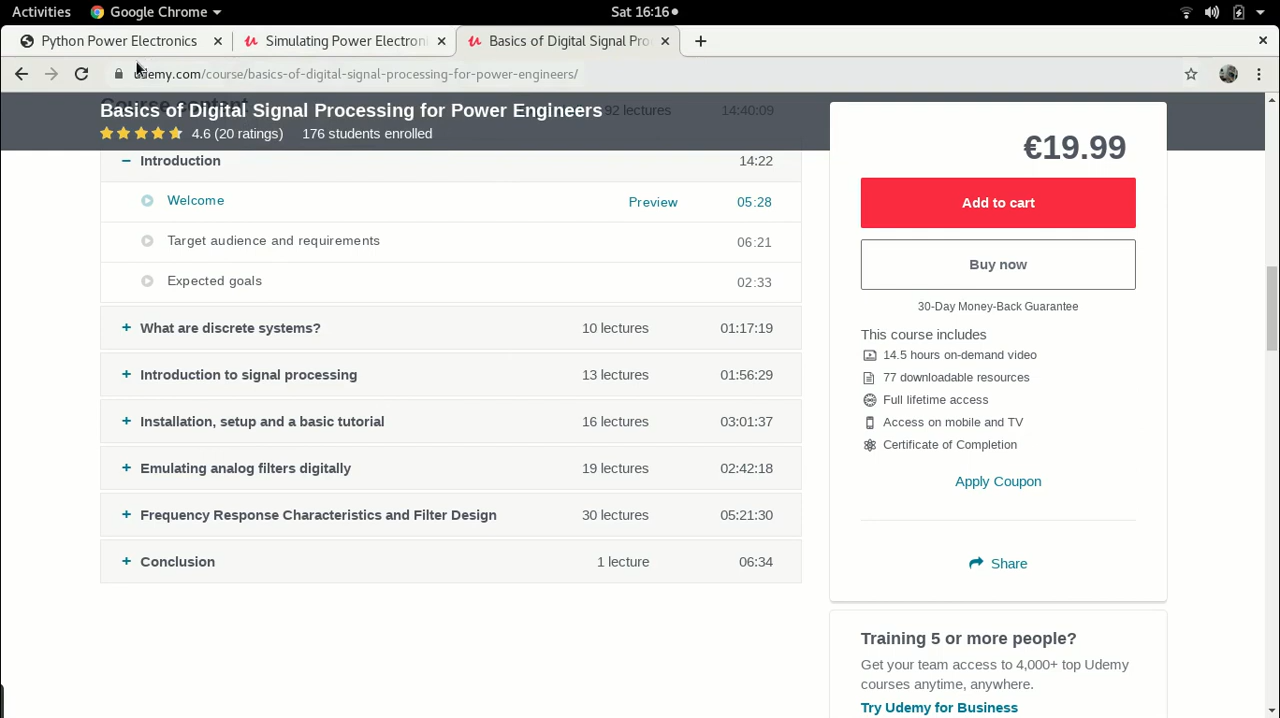 Activities
Google Chrome
Sat 16:16
Python Power Electronics
Simulating Power Electroni
Basics of Digital Signal Pro
udemy.com/course/basics-of-digital-signal-processing-for-power-engineers/
Course content
92 lectures
14:40:09
Basics of Digital Signal Processing for Power Engineers
4.6 (20 ratings)
176 students enrolled
Introduction
14:22
Welcome
Preview
05:28
Target audience and requirements
06:21
Expected goals
02:33
What are discrete systems?
10 lectures
01:17:19
Introduction to signal processing
13 lectures
01:56:29
Installation, setup and a basic tutorial
16 lectures
03:01:37
Emulating analog filters digitally
19 lectures
02:42:18
Frequency Response Characteristics and Filter Design
30 lectures
05:21:30
Conclusion
1 lecture
06:34
€19.99
Add to cart
Buy now
30-Day Money-Back Guarantee
This course includes
14.5 hours on-demand video
77 downloadable resources
Full lifetime access
Access on mobile and TV
Certificate of Completion
Apply Coupon
Share
Training 5 or more people?
Get your team access to 4,000+ top Udemy
courses anytime, anywhere.
Try Udemy for Business